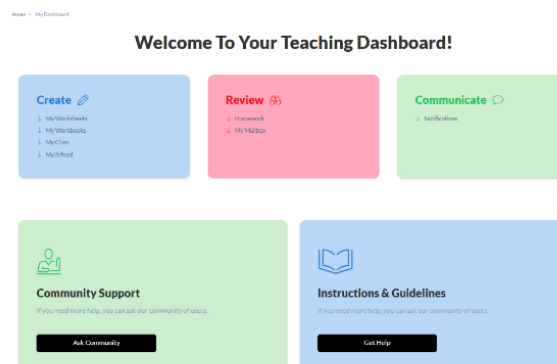 Home > My Dashboard
Welcome To Your Teaching Dashboard!
Create
↓ My Worksheets
↓ My Workbooks
↓ My Class
↓ My School
Review
↓ Homework
↓ My Mailbox
Communicate
↓ Notifications
Community Support
If you need more help, you can ask our community of users.
Ask Community
Instructions & Guidelines
If you need more help, you can ask our community of users.
Get Help